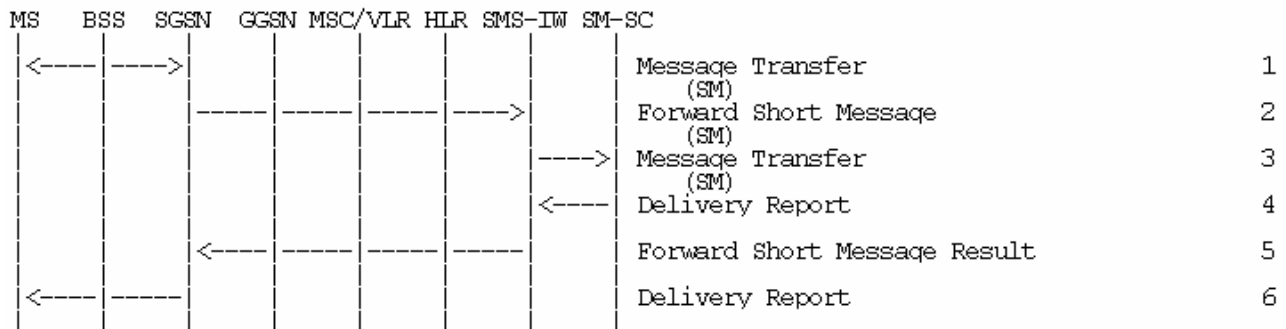 MS BSS SGSN GGSN MSC/VLR HLR SMS-IW SM-SC
Message Transfer 1
(SM)
Forward Short Message 2
(SM)
Message Transfer 3
(SM)
Delivery Report 4
Forward Short Message Result 5
Delivery Report 6